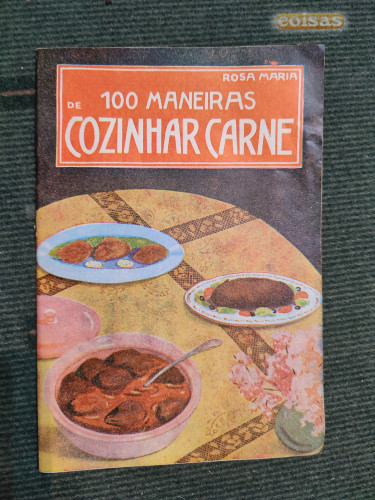 coisas
ROSA MARIA
100 MANEIRAS
DE
COZINHAR CARNE